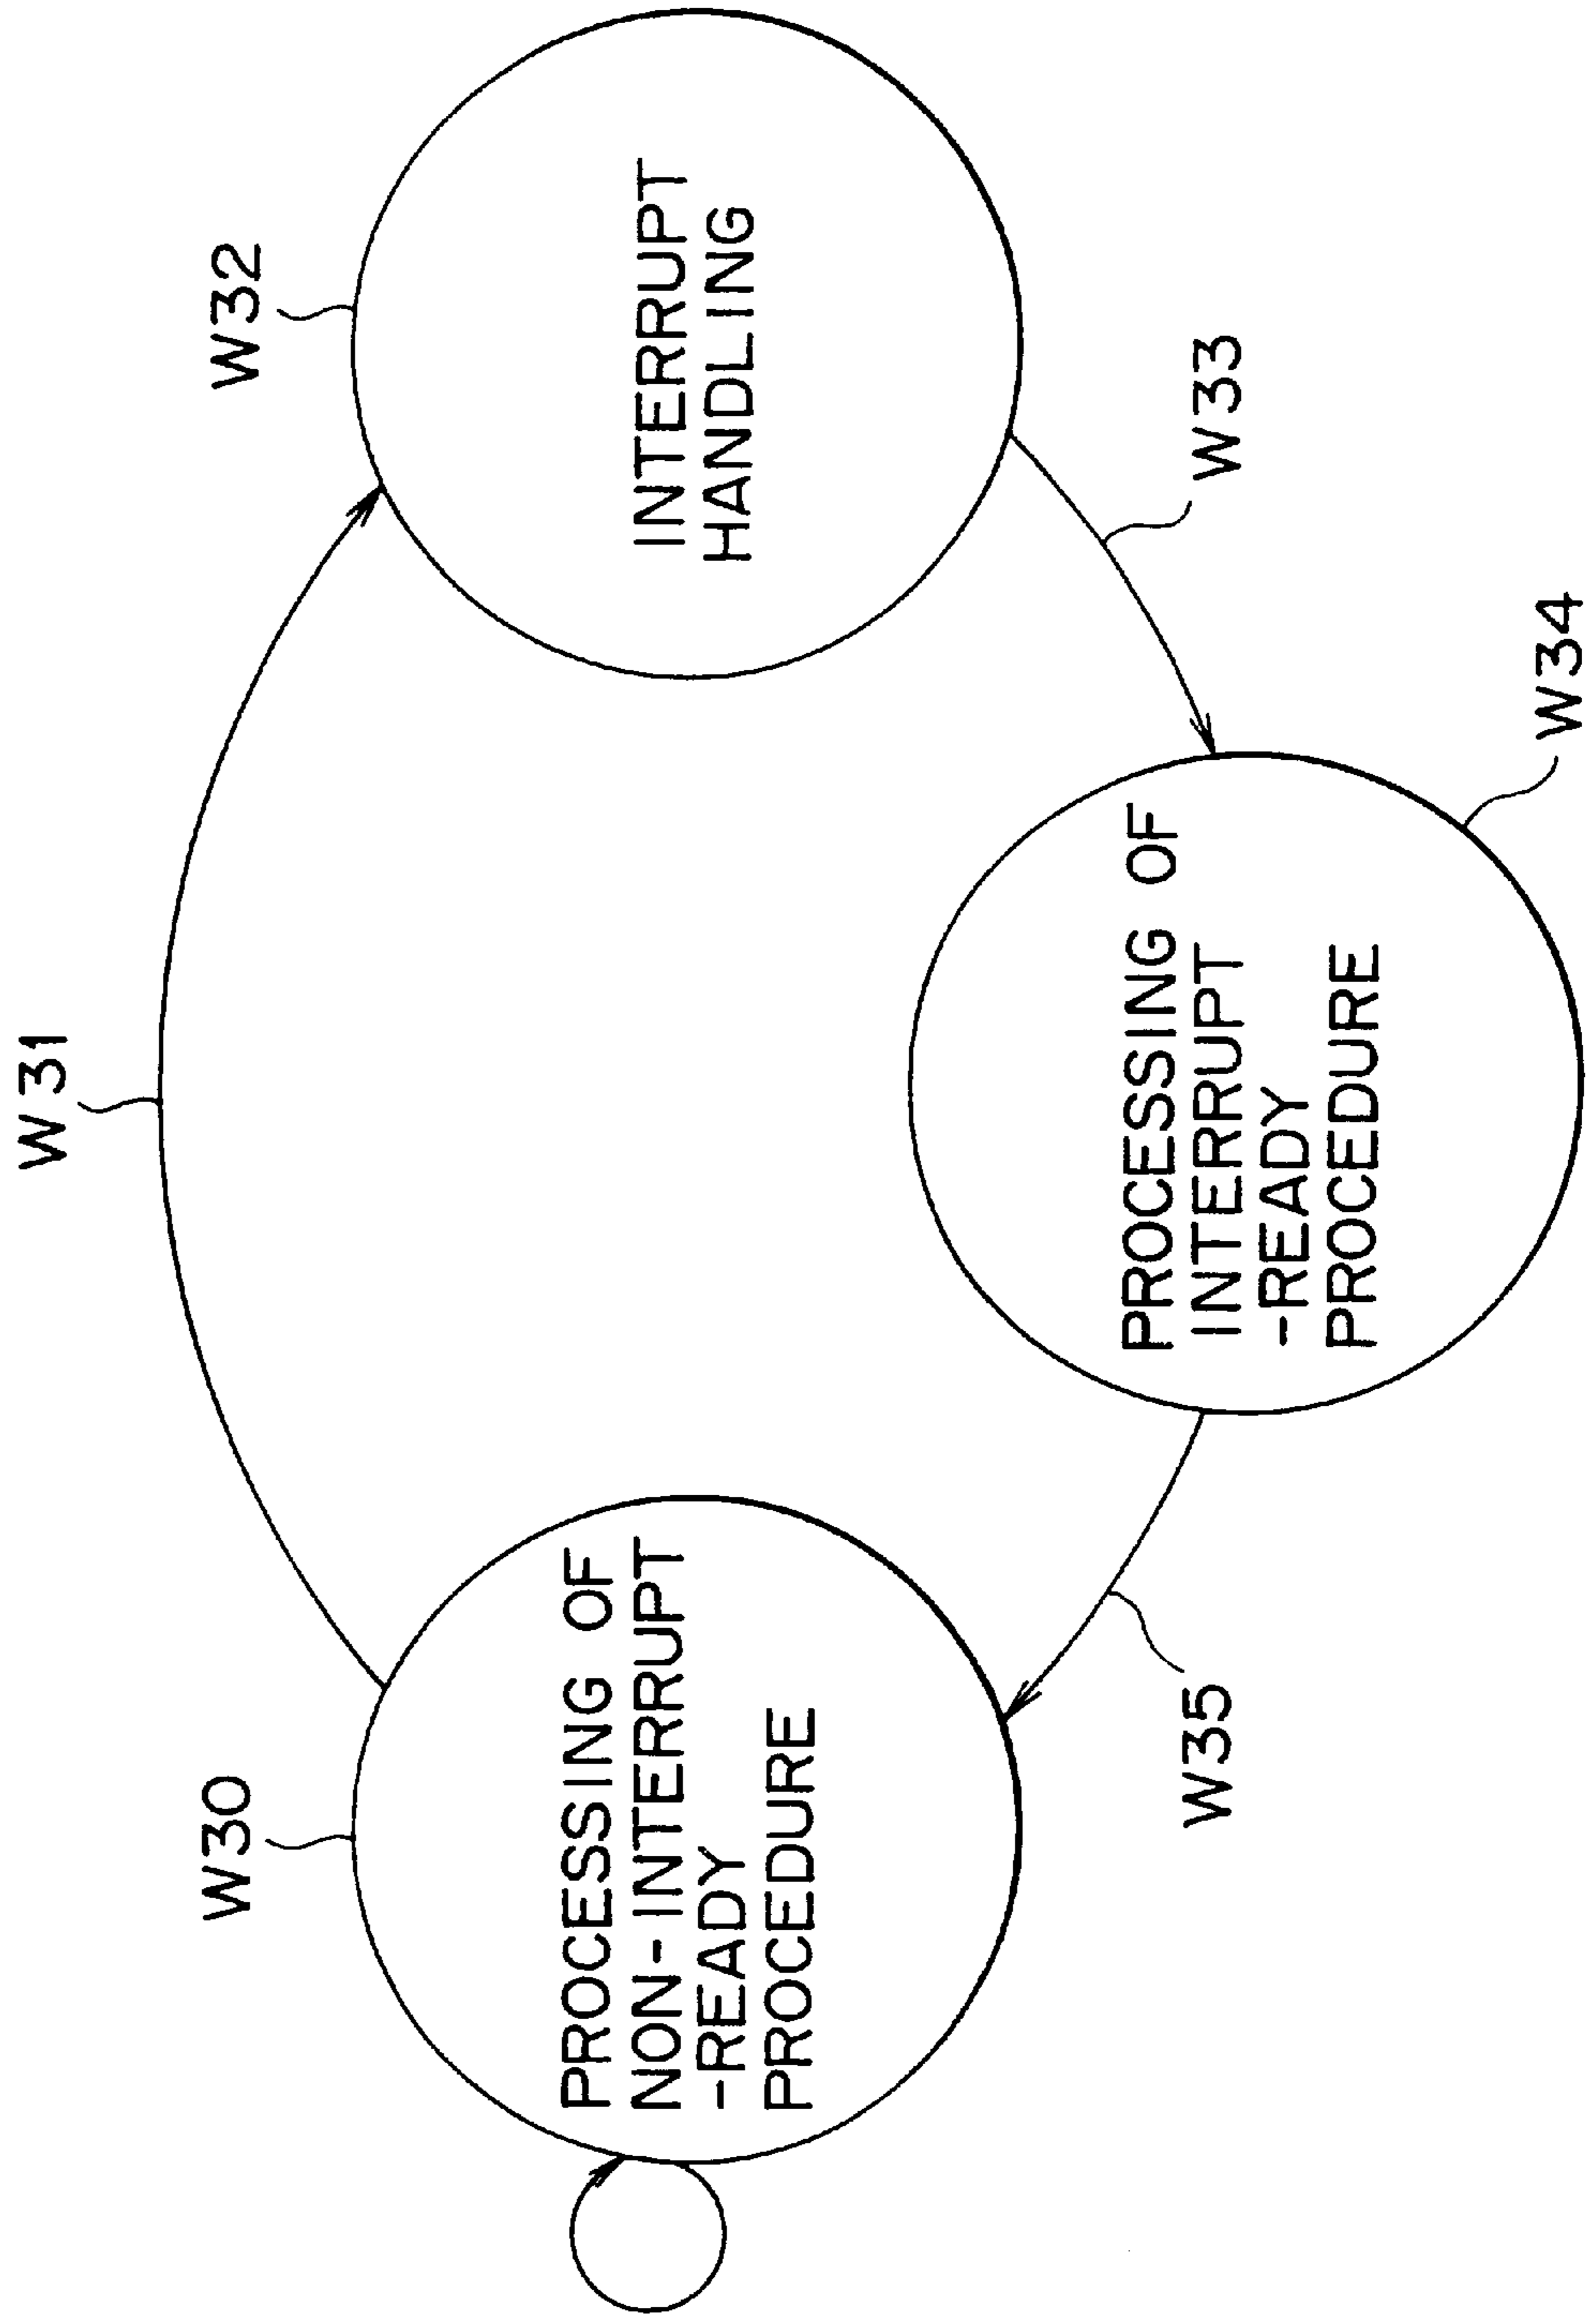 W31
W30
W32
PROCESSING OF
NON-INTERRUPT
-READY
PROCEDURE
INTERRUPT
HANDLING
W35
W33
PROCESSING OF
INTERRUPT
-READY
PROCEDURE
W34